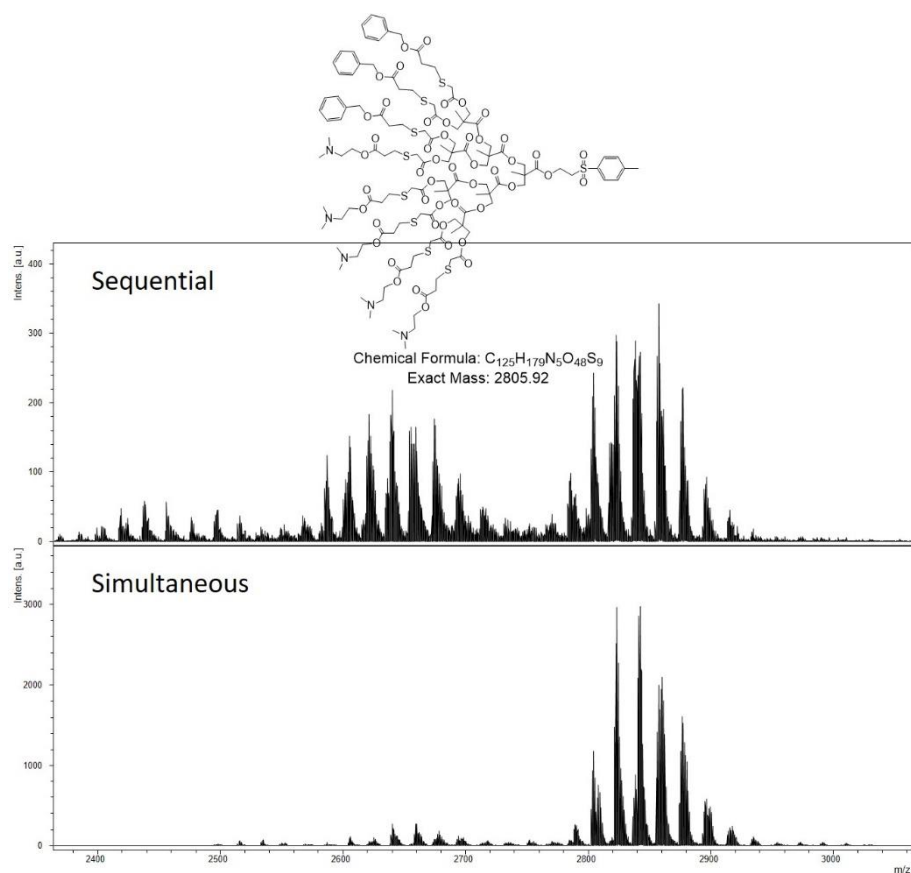 O
O
S
O
O
O
O
S
O
O
O
O
S
O
O
N
O
O
S
O
O
N
O
O
S
O
O
N
O
O
S
O
O
N
O
O
S
O
O
N
O
O
S
O
O
Chemical Formula: C125H179N5O48S9
Exact Mass: 2805.92
Intens. [a.u.]
Sequential
400
300
200
100
0
Intens. [a.u.]
Simultaneous
3000
2000
1000
0
2400
2600
2700
2800
2900
3000
m/z